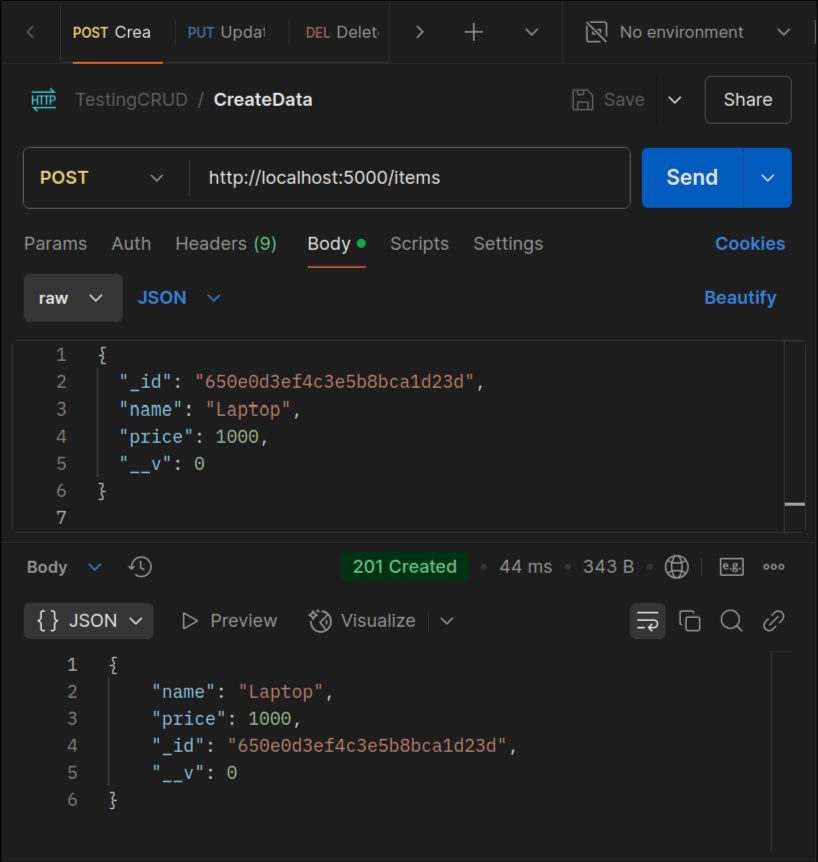 POST Crea PUT Updat DEL Delet No environment
HTTP TestingCRUD / CreateData Save Share
POST http://localhost:5000/items Send
Params Auth Headers (9) Body Scripts Settings Cookies
raw JSON Beautify
1 {
2 "_id": "650e0d3ef4c3e5b8bca1d23d",
3 "name": "Laptop",
4 "price": 1000,
5 "__v": 0
6 }
7
Body 201 Created • 44 ms • 343 B • e.g.
{} JSON Preview Visualize
1 {
2 "name": "Laptop",
3 "price": 1000,
4 "_id": "650e0d3ef4c3e5b8bca1d23d",
5 "__v": 0
6 }